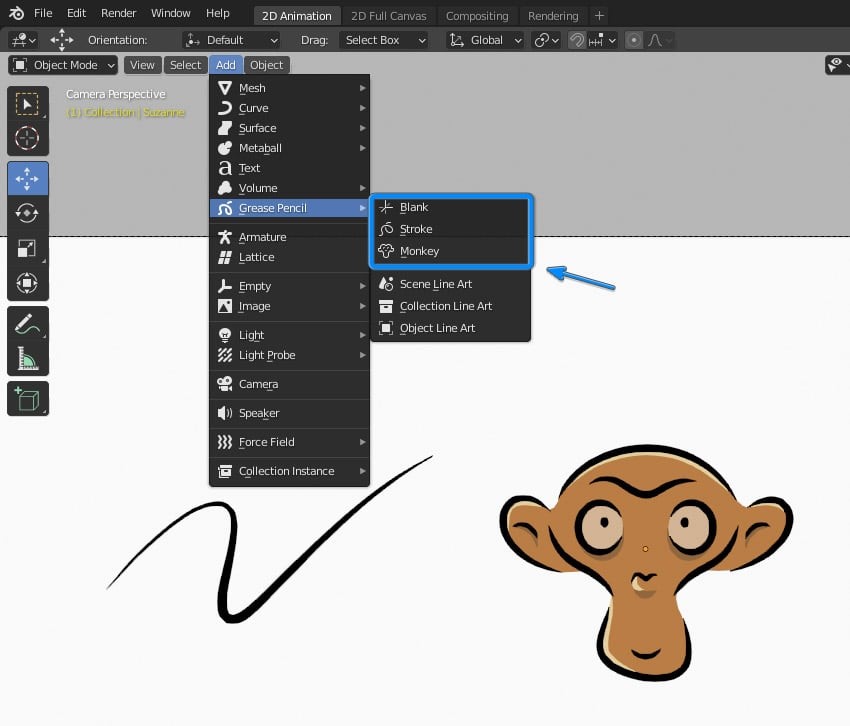 File Edit Render Window Help 2D Animation 2D Full Canvas Compositing Rendering +
Orientation: Default Drag: Select Box Global
Object Mode View Select Add Object
Camera Perspective
(1) Collection | Suzanne
Mesh
Curve
Surface
Metaball
Text
Volume
Grease Pencil
Armature
Lattice
Empty
Image
Light
Light Probe
Camera
Speaker
Force Field
Collection Instance
Blank
Stroke
Monkey
Scene Line Art
Collection Line Art
Object Line Art